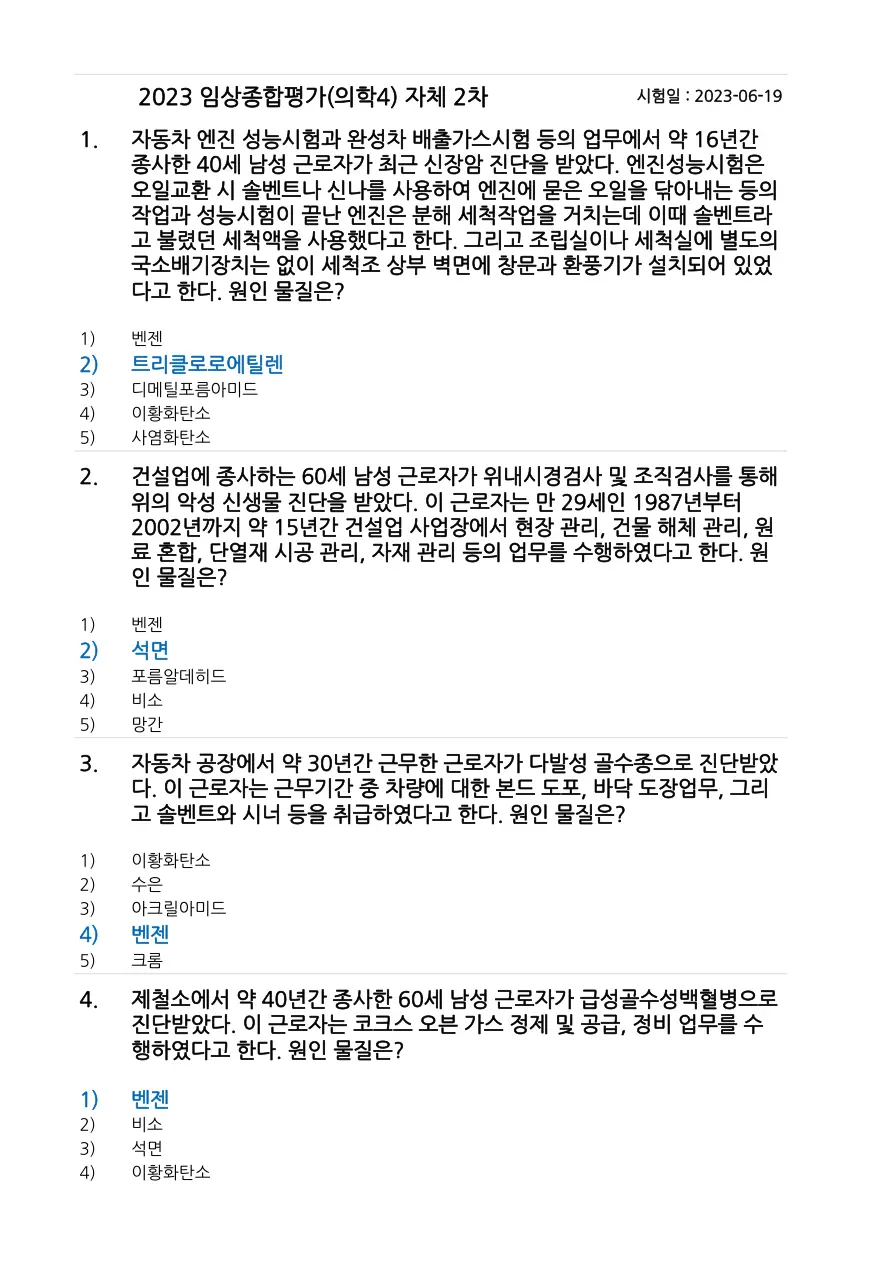 2023 임상종합평가(의학4) 자체 2차 시험일 : 2023-06-19
1. 자동차 엔진 성능시험과 완성차 배출가스시험 등의 업무에서 약 16년간
종사한 40세 남성 근로자가 최근 신장암 진단을 받았다. 엔진성능시험은
오일교환 시 솔벤트나 신나를 사용하여 엔진에 묻은 오일을 닦아내는 등의
작업과 성능시험이 끝난 엔진은 분해 세척작업을 거치는데 이때 솔벤트라
고 불렸던 세척액을 사용했다고 한다. 그리고 조립실이나 세척실에 별도의
국소배기장치는 없이 세척조 상부 벽면에 창문과 환풍기가 설치되어 있었
다고 한다. 원인 물질은?
1) 벤젠
2) 트리클로로에틸렌
3) 디메틸포름아미드
4) 이황화탄소
5) 사염화탄소
2. 건설업에 종사하는 60세 남성 근로자가 위내시경검사 및 조직검사를 통해
위의 악성 신생물 진단을 받았다. 이 근로자는 만 29세인 1987년부터
2002년까지 약 15년간 건설업 사업장에서 현장 관리, 건물 해체 관리, 원
료 혼합, 단열재 시공 관리, 자재 관리 등의 업무를 수행하였다고 한다. 원
인 물질은?
1) 벤젠
2) 석면
3) 포름알데히드
4) 비소
5) 망간
3. 자동차 공장에서 약 30년간 근무한 근로자가 다발성 골수종으로 진단받았
다. 이 근로자는 근무기간 중 차량에 대한 본드 도포, 바닥 도장업무, 그리
고 솔벤트와 시너 등을 취급하였다고 한다. 원인 물질은?
1) 이황화탄소
2) 수은
3) 아크릴아미드
4) 벤젠
5) 크롬
4. 제철소에서 약 40년간 종사한 60세 남성 근로자가 급성골수성백혈병으로
진단받았다. 이 근로자는 코크스 오븐 가스 정제 및 공급, 정비 업무를 수
행하였다고 한다. 원인 물질은?
1) 벤젠
2) 비소
3) 석면
4) 이황화탄소